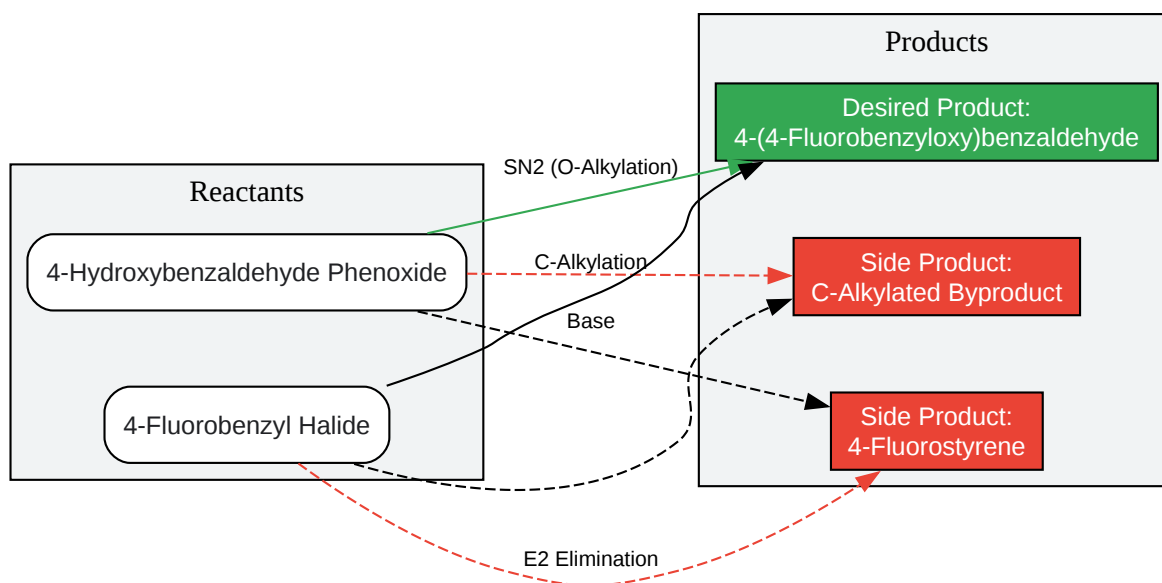 Products
Desired Product:
4-(4-Fluorobenzyloxy)benzaldehyde
SN2 (O-Alkylation)
Reactants
4-Hydroxybenzaldehyde Phenoxide
C-Alkylation
Side Product:
C-Alkylated Byproduct
Base
4-Fluorobenzyl Halide
Side Product:
4-Fluorostyrene
E2 Elimination